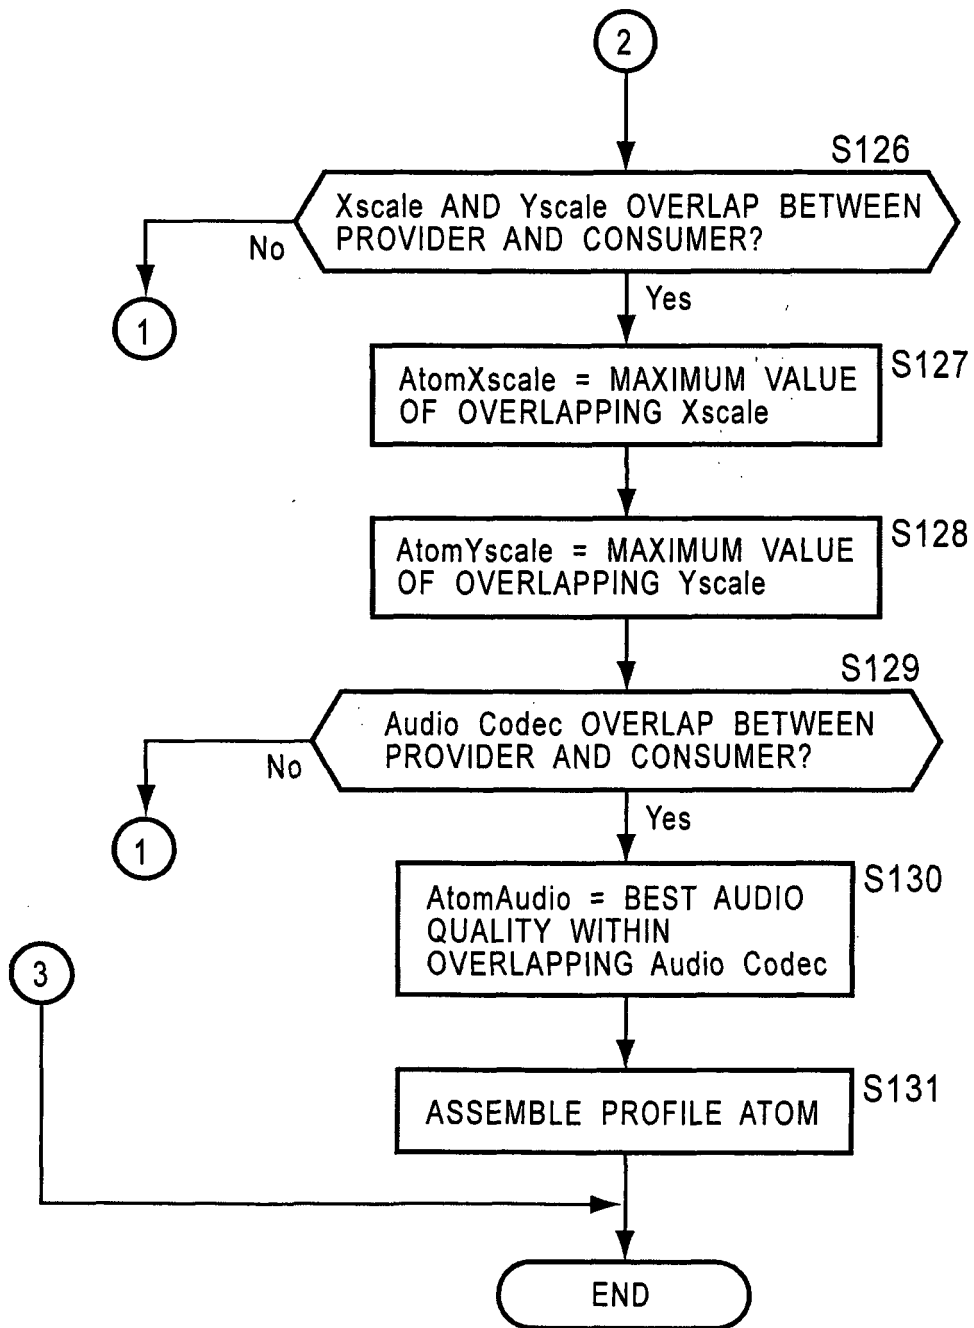 2
S126
Xscale AND Yscale OVERLAP BETWEEN
PROVIDER AND CONSUMER?
No
1
Yes
S127
AtomXscale = MAXIMUM VALUE
OF OVERLAPPING Xscale
S128
AtomYscale = MAXIMUM VALUE
OF OVERLAPPING Yscale
S129
Audio Codec OVERLAP BETWEEN
PROVIDER AND CONSUMER?
No
1
Yes
S130
AtomAudio = BEST AUDIO
QUALITY WITHIN
OVERLAPPING Audio Codec
3
S131
ASSEMBLE PROFILE ATOM
END